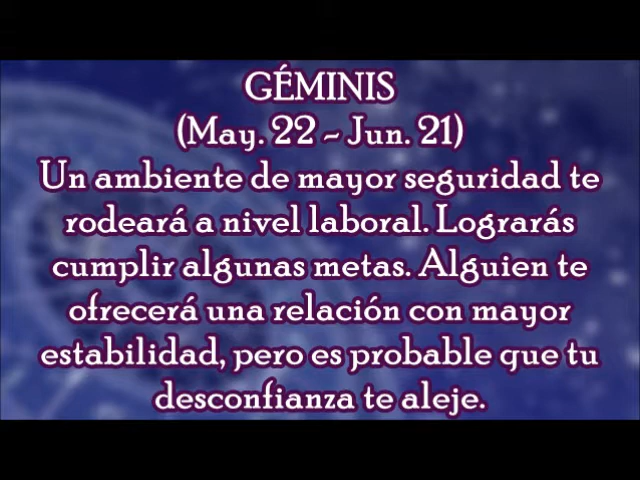 GÉMINIS
(May. 22 - Jun. 21)
Un ambiente de mayor seguridad te
rodeará a nivel laboral. Lograrás
cumplir algunas metas. Alguien te
ofrecerá una relación con mayor
estabilidad, pero es probable que tu
desconfianza te aleje.